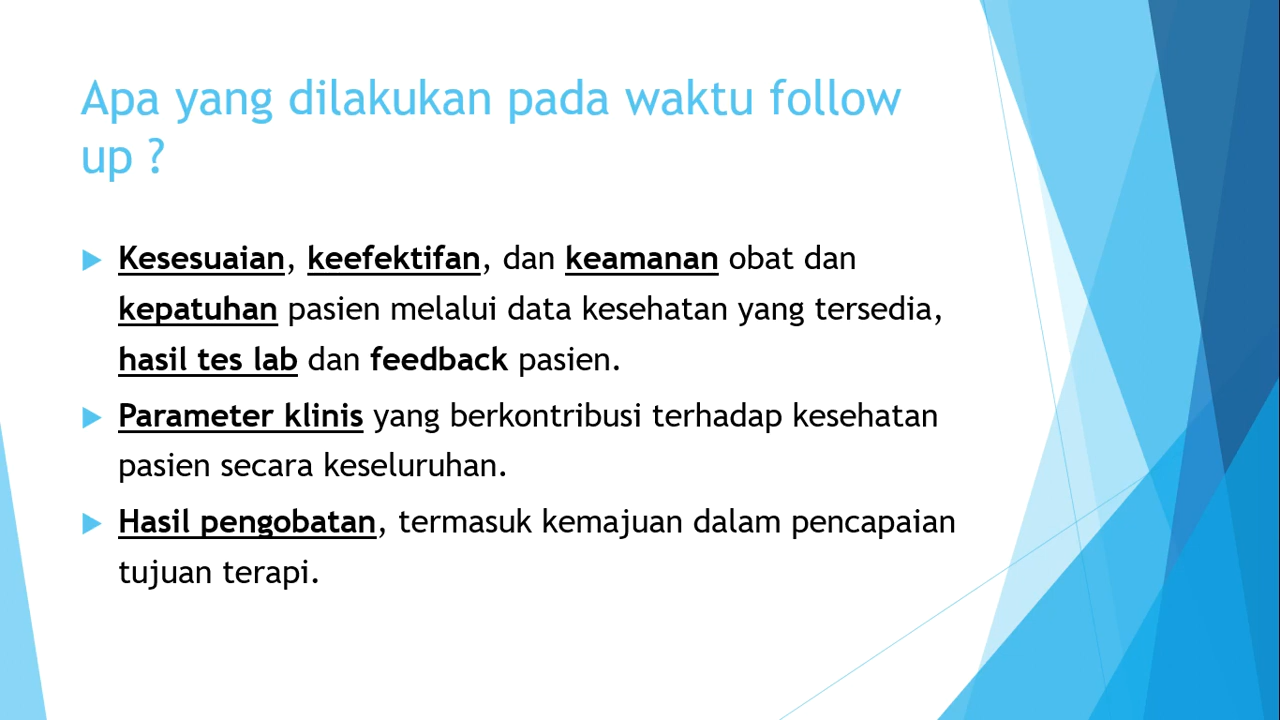 Apa yang dilakukan pada waktu follow
up ?
Kesesuaian, keefektifan, dan keamanan obat dan
kepatuhan pasien melalui data kesehatan yang tersedia,
hasil tes lab dan feedback pasien.
Parameter klinis yang berkontribusi terhadap kesehatan
pasien secara keseluruhan.
Hasil pengobatan, termasuk kemajuan dalam pencapaian
tujuan terapi.